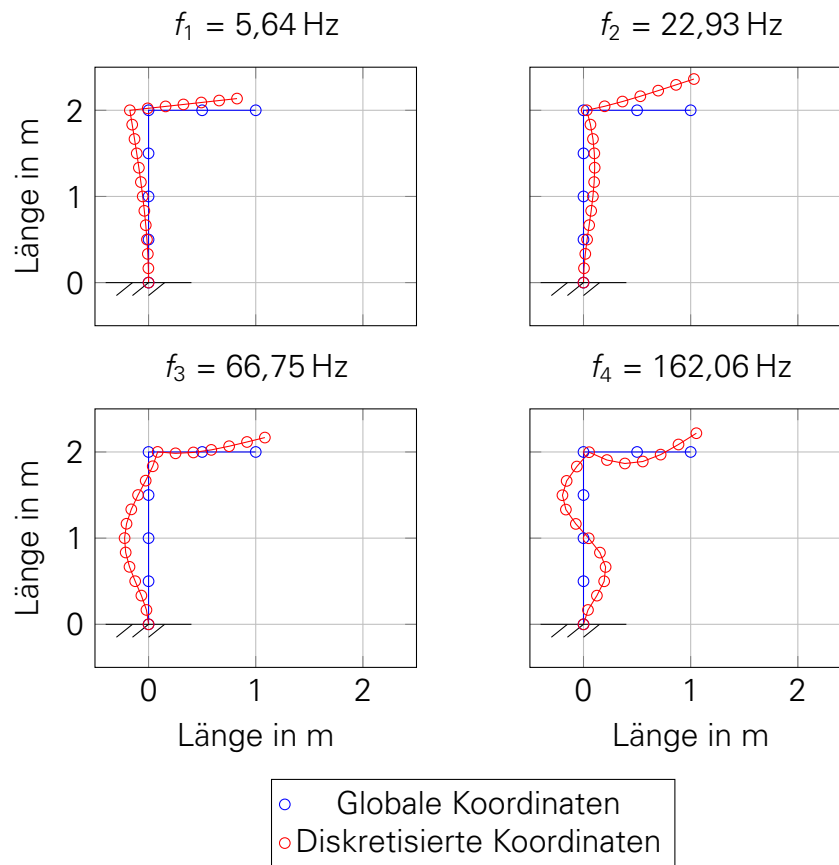 f1 = 5,64 Hz
f2 = 22,93 Hz
Länge in m
2
1
0
f3 = 66,75 Hz
f4 = 162,06 Hz
Länge in m
2
1
0
0 1 2
0 1 2
Länge in m
Länge in m
Globale Koordinaten
Diskretisierte Koordinaten